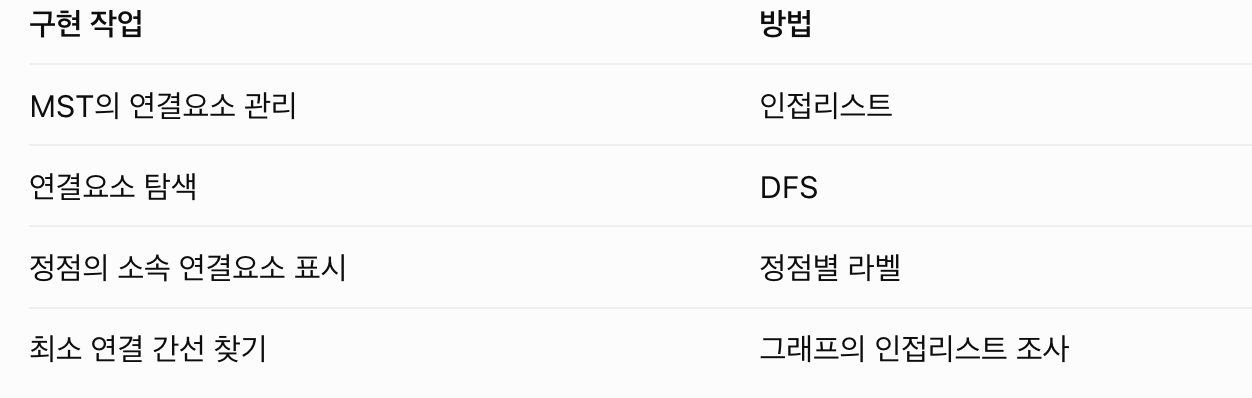 구현 작업 방법
MST의 연결요소 관리 인접리스트
연결요소 탐색 DFS
정점의 소속 연결요소 표시 정점별 라벨
최소 연결 간선 찾기 그래프의 인접리스트 조사